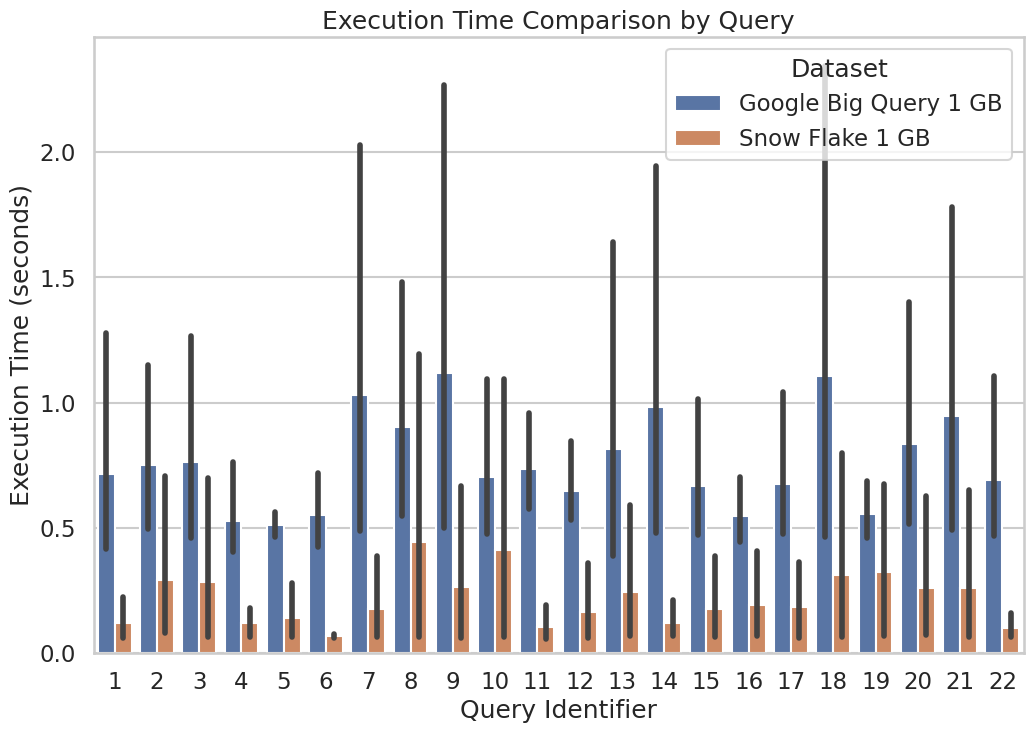 Execution Time Comparison by Query
Dataset
Google Big Query 1 GB
Snow Flake 1 GB
Execution Time (seconds)
2.0
1.5
1.0
0.5
0.0
1 2 3 4 5 6 7 8 9 10 11 12 13 14 15 16 17 18 19 20 21 22
Query Identifier